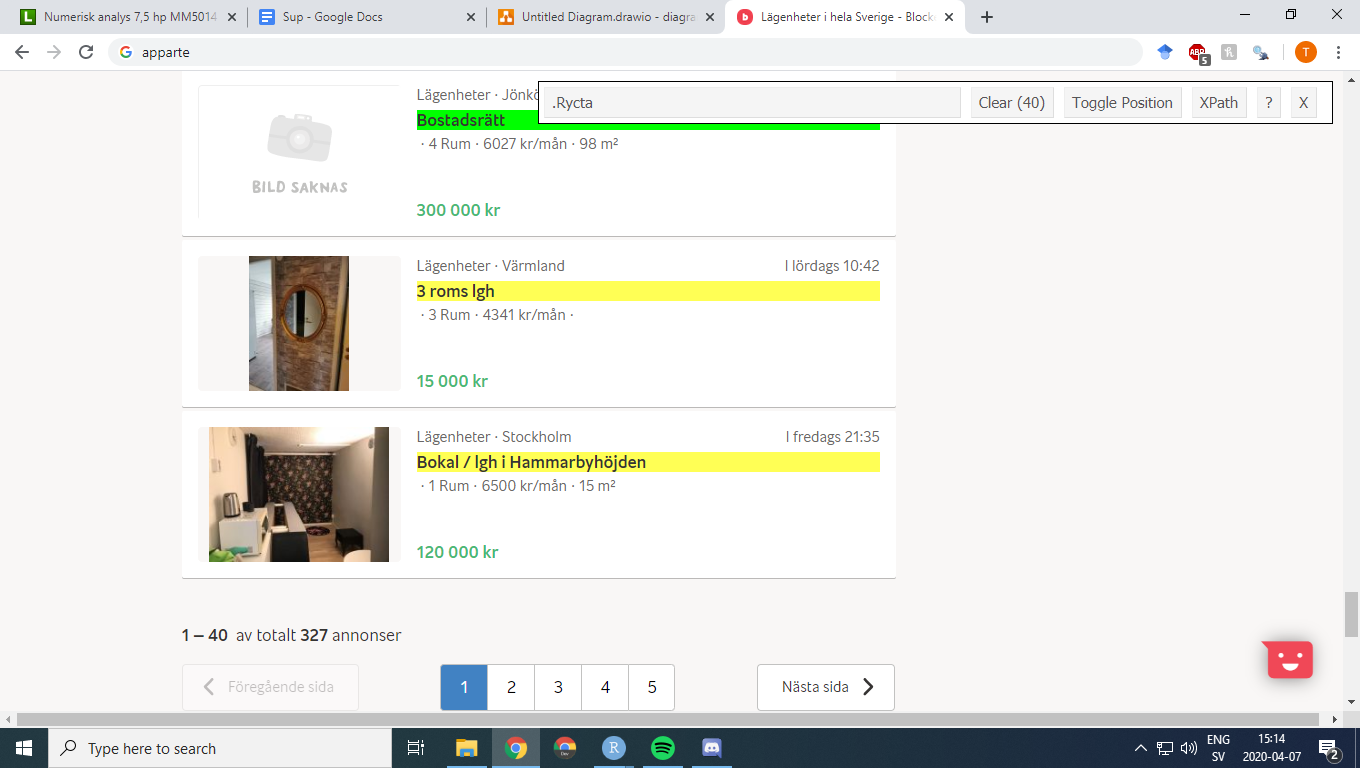 Numerisk analys 7,5 hp MM5014
Sup - Google Docs
Untitled Diagram.drawio - diagra
Lägenheter i hela Sverige - Block
apparte
ABP
5
T
Lägenheter · Jönkö
.Rycta
Clear (40)
Toggle Position
XPath
?
X
Bostadsrätt
· 4 Rum · 6027 kr/mån · 98 m²
BILD SAKNAS
300 000 kr
Lägenheter · Värmland
I lördags 10:42
3 roms lgh
· 3 Rum · 4341 kr/mån ·
15 000 kr
Lägenheter · Stockholm
I fredags 21:35
Bokal / lgh i Hammarbyhöjden
· 1 Rum · 6500 kr/mån · 15 m²
120 000 kr
1 – 40 av totalt 327 annonser
Föregående sida
1
2
3
4
5
Nästa sida
Type here to search
Dev
R
ENG
SV
15:14
2020-04-07
2